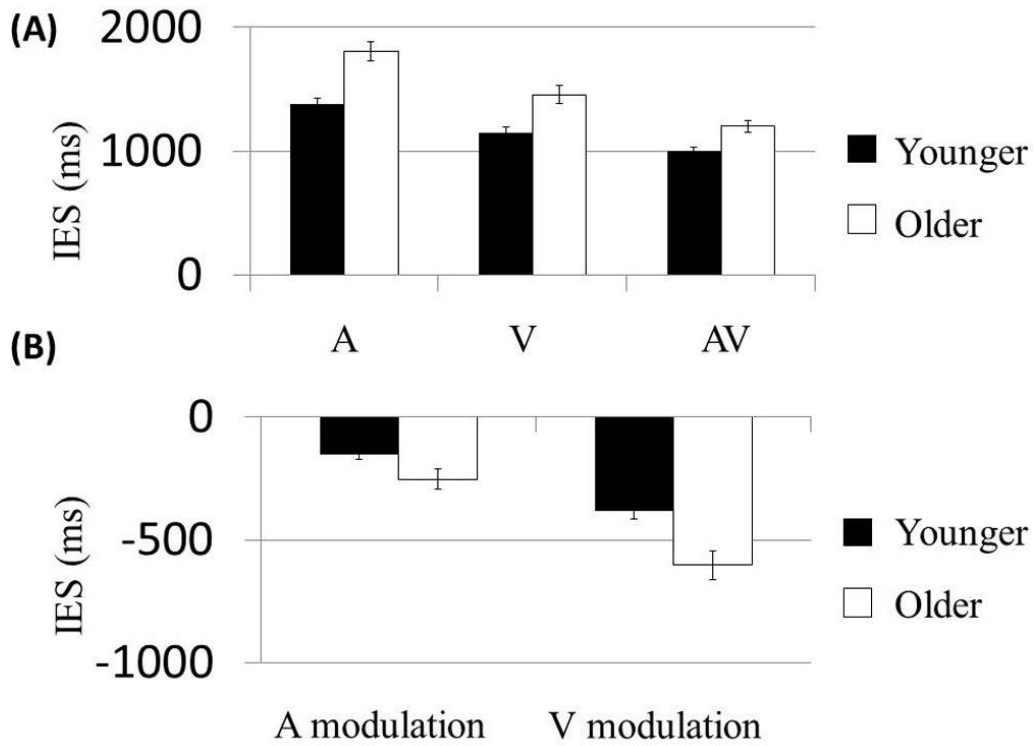 (A)
2000
1000
0
IES (ms)
A
V
AV
Younger
Older
(B)
0
-500
-1000
IES (ms)
A modulation
V modulation
Younger
Older